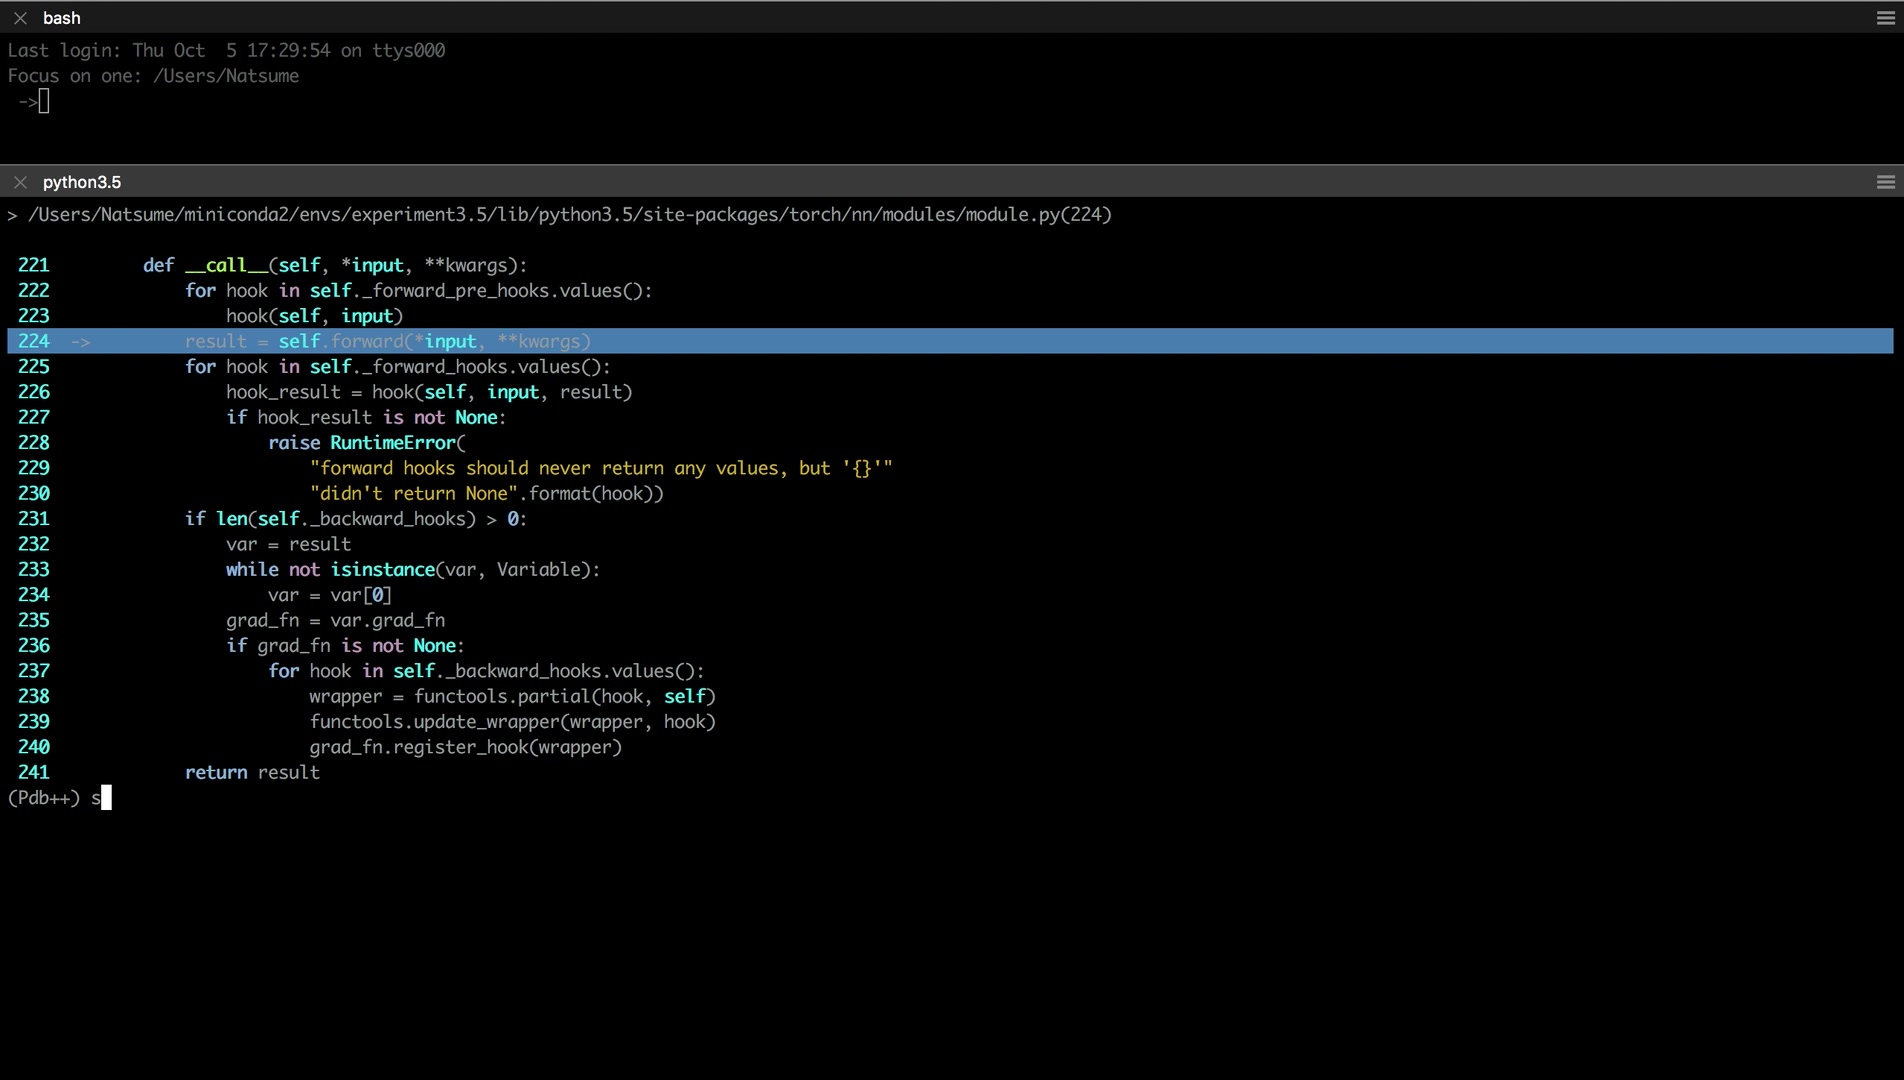 bash
Last login: Thu Oct  5 17:29:54 on ttys000
Focus on one: /Users/Natsume
 ->
python3.5
> /Users/Natsume/miniconda2/envs/experiment3.5/lib/python3.5/site-packages/torch/nn/modules/module.py(224)
221         def __call__(self, *input, **kwargs):
222             for hook in self._forward_pre_hooks.values():
223                 hook(self, input)
224  ->         result = self.forward(*input, **kwargs)
225             for hook in self._forward_hooks.values():
226                 hook_result = hook(self, input, result)
227                 if hook_result is not None:
228                     raise RuntimeError(
229                         "forward hooks should never return any values, but '{}'"
230                         "didn't return None".format(hook))
231             if len(self._backward_hooks) > 0:
232                 var = result
233                 while not isinstance(var, Variable):
234                     var = var[0]
235                 grad_fn = var.grad_fn
236                 if grad_fn is not None:
237                     for hook in self._backward_hooks.values():
238                         wrapper = functools.partial(hook, self)
239                         functools.update_wrapper(wrapper, hook)
240                         grad_fn.register_hook(wrapper)
241             return result
(Pdb++) s